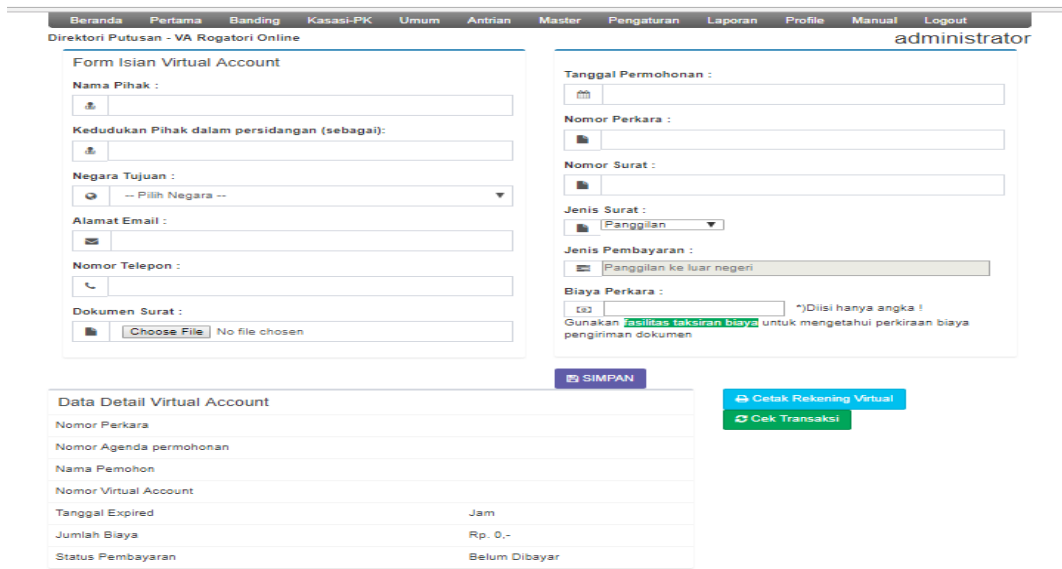 Beranda Pertama Banding Kasasi-PK Umum Antrian Master Pengaturan Laporan Profile Manual Logout
Direktori Putusan - VA Rogatori Online
administrator
Form Isian Virtual Account
Nama Pihak :
Kedudukan Pihak dalam persidangan (sebagai):
Negara Tujuan :
-- Pilih Negara --
Alamat Email :
Nomor Telepon :
Dokumen Surat :
Choose File No file chosen
Tanggal Permohonan :
Nomor Perkara :
Nomor Surat :
Jenis Surat :
Panggilan
Jenis Pembayaran :
Panggilan ke luar negeri
Biaya Perkara :
*)Diisi hanya angka !
Gunakan fasilitas taksiran biaya untuk mengetahui perkiraan biaya
pengiriman dokumen
SIMPAN
Data Detail Virtual Account
Nomor Perkara
Nomor Agenda permohonan
Nama Pemohon
Nomor Virtual Account
Tanggal Expired Jam
Jumlah Biaya Rp. 0,-
Status Pembayaran Belum Dibayar
Cetak Rekening Virtual
Cek Transaksi